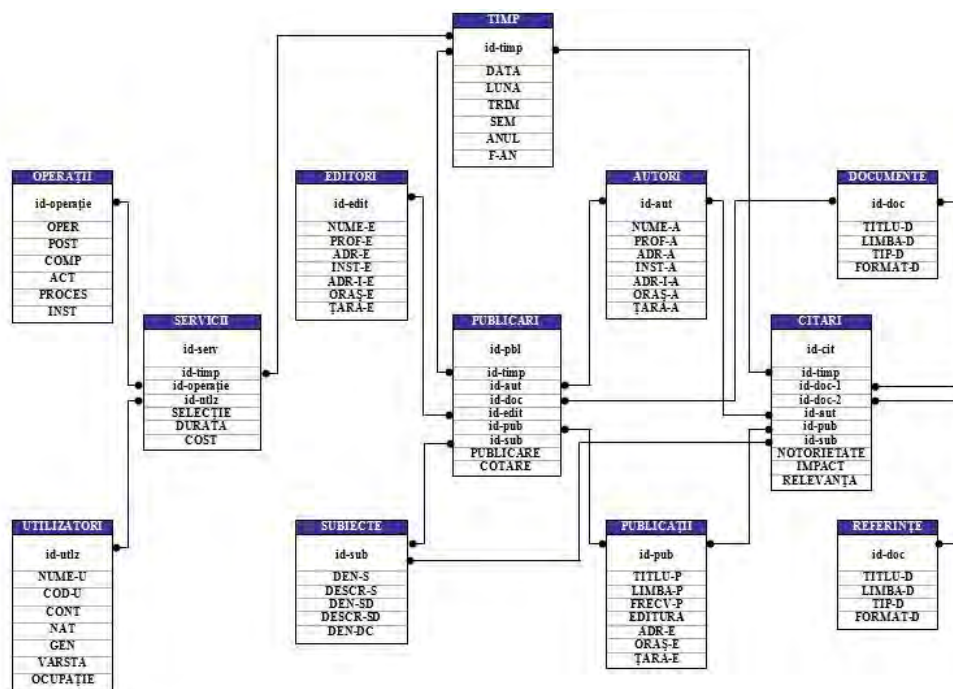 TIMP
id-timp
DATA
LUNA
TRIM
SEM
ANUL
F-AN
OPERAȚII
id-operație
OPER
POST
COMP
ACT
PROCES
INST
EDITORI
id-edit
NUME-E
PROF-E
ADR-E
INST-E
ADR-I-E
ORAȘ-E
ȚARĂ-E
AUTORI
id-aut
NUME-A
PROF-A
ADR-A
INST-A
ADR-I-A
ORAȘ-A
ȚARĂ-A
DOCUMENTE
id-doc
TITLU-D
LIMBA-D
TIP-D
FORMAT-D
SERVICII
id-serv
id-timp
id-operație
id-utlz
SELECȚIE
DURATA
COST
PUBLICARI
id-pbl
id-timp
id-aut
id-doc
id-edit
id-pub
id-sub
PUBLICARE
COTARE
CITARI
id-cit
id-timp
id-doc-1
id-doc-2
id-aut
id-pub
id-sub
NOTORIETATE
IMPACT
RELEVANȚA
UTILIZATORI
id-utlz
NUME-U
COD-U
CONT
NAT
GEN
VARSTA
OCUPAȚIE
SUBIECTE
id-sub
DEN-S
DESCR-S
DEN-SD
DESCR-SD
DEN-DC
PUBLICAȚII
id-pub
TITLU-P
LIMBA-P
FRECV-P
EDITURA
ADR-E
ORAȘ-E
ȚARĂ-E
REFERINȚE
id-doc
TITLU-D
LIMBA-D
TIP-D
FORMAT-D